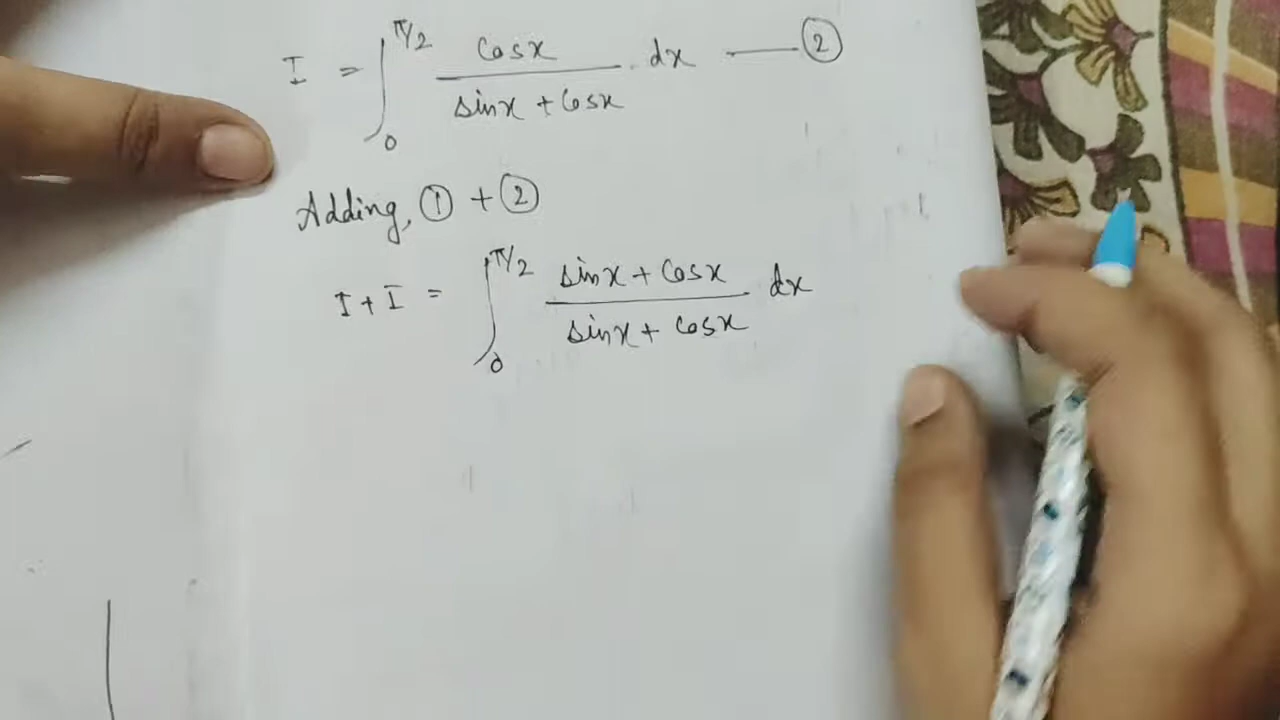 I = ∫₀^π/2 cosx / sinx + cosx dx —— ②
Adding, ① + ②
I + I = ∫₀^π/2 sinx + cosx / sinx + cosx dx